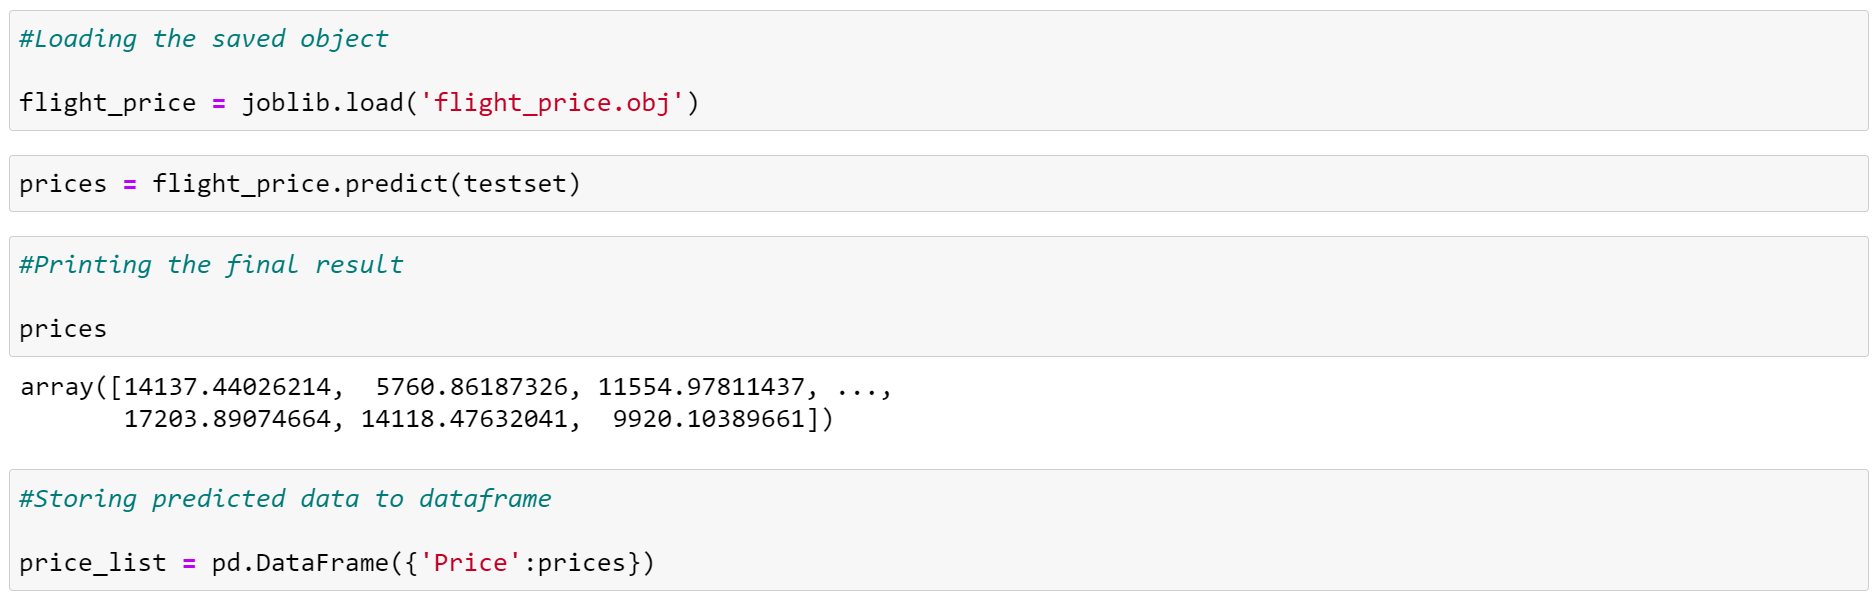 #Loading the saved object
flight_price = joblib.load('flight_price.obj')
prices = flight_price.predict(testset)
#Printing the final result
prices
array([14137.44026214,  5760.86187326, 11554.97811437, ...,
       17203.89074664, 14118.47632041,  9920.10389661])
#Storing predicted data to dataframe
price_list = pd.DataFrame({'Price':prices})